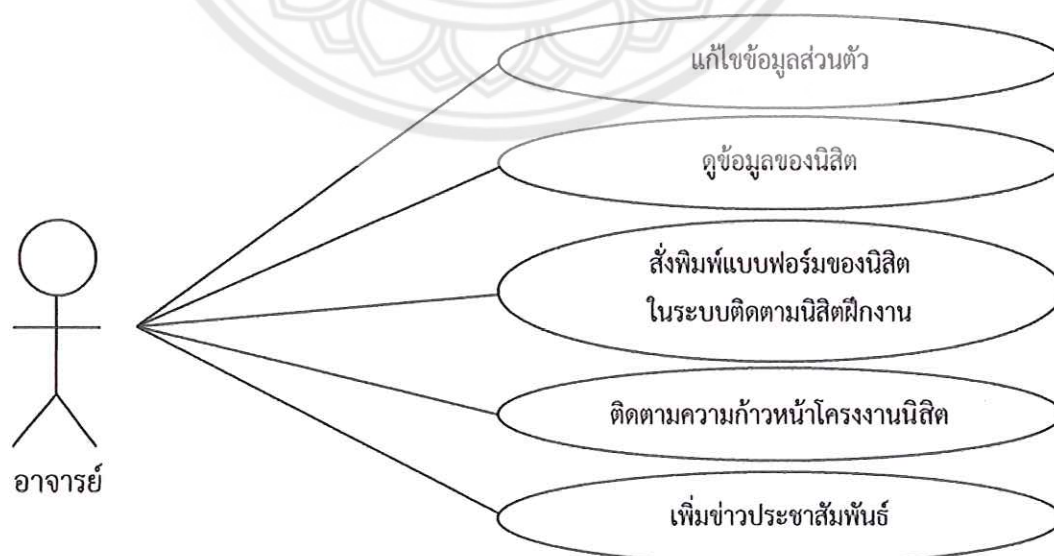 แก้ไขข้อมูลส่วนตัว
ดูข้อมูลของนิสิต
สั่งพิมพ์แบบฟอร์มของนิสิต
ในระบบติดตามนิสิตฝึกงาน
ติดตามความก้าวหน้าโครงงานนิสิต
เพิ่มข่าวประชาสัมพันธ์
อาจารย์